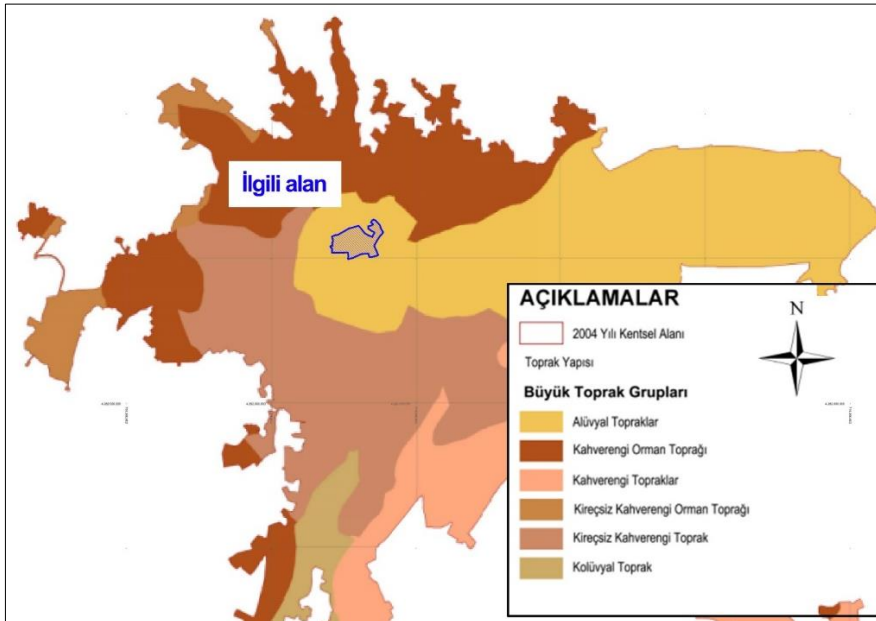 İlgili alan
AÇIKLAMALAR
N
2004 Yılı Kentsel Alanı
Toprak Yapısı
Büyük Toprak Grupları
Alüvyal Topraklar
Kahverengi Orman Toprağı
Kahverengi Topraklar
Kireçsiz Kahverengi Orman Toprağı
Kireçsiz Kahverengi Toprak
Kolüvyal Toprak